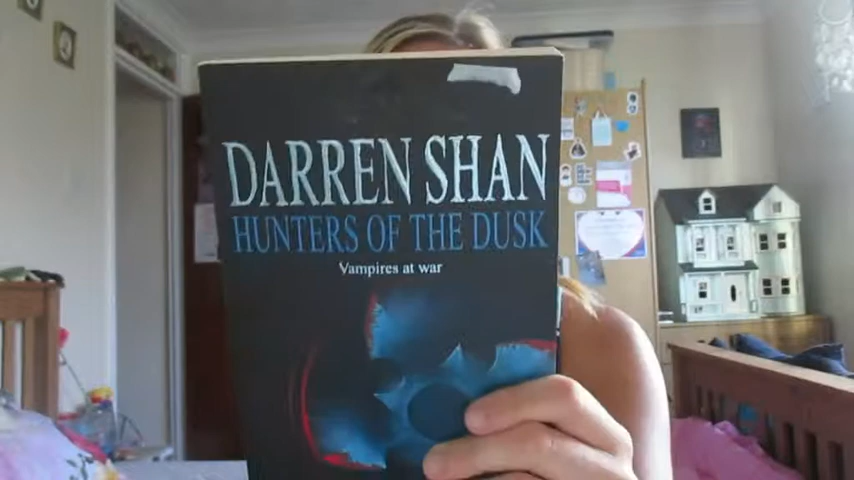 DARREN SHAN
HUNTERS OF THE DUSK
Vampires at war